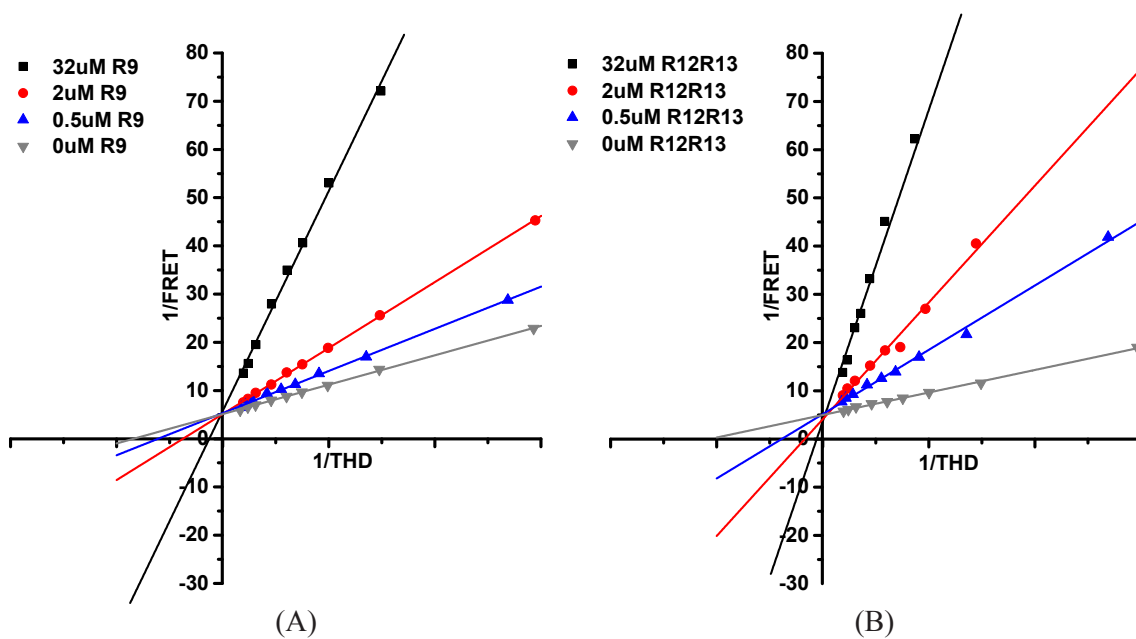 32uM R9
2uM R9
0.5uM R9
0uM R9
80
70
60
50
40
30
20
10
0
-10
-20
-30
1/FRET
1/THD
(A)
32uM R12R13
2uM R12R13
0.5uM R12R13
0uM R12R13
80
70
60
50
40
30
20
10
0
-10
-20
-30
1/FRET
1/THD
(B)